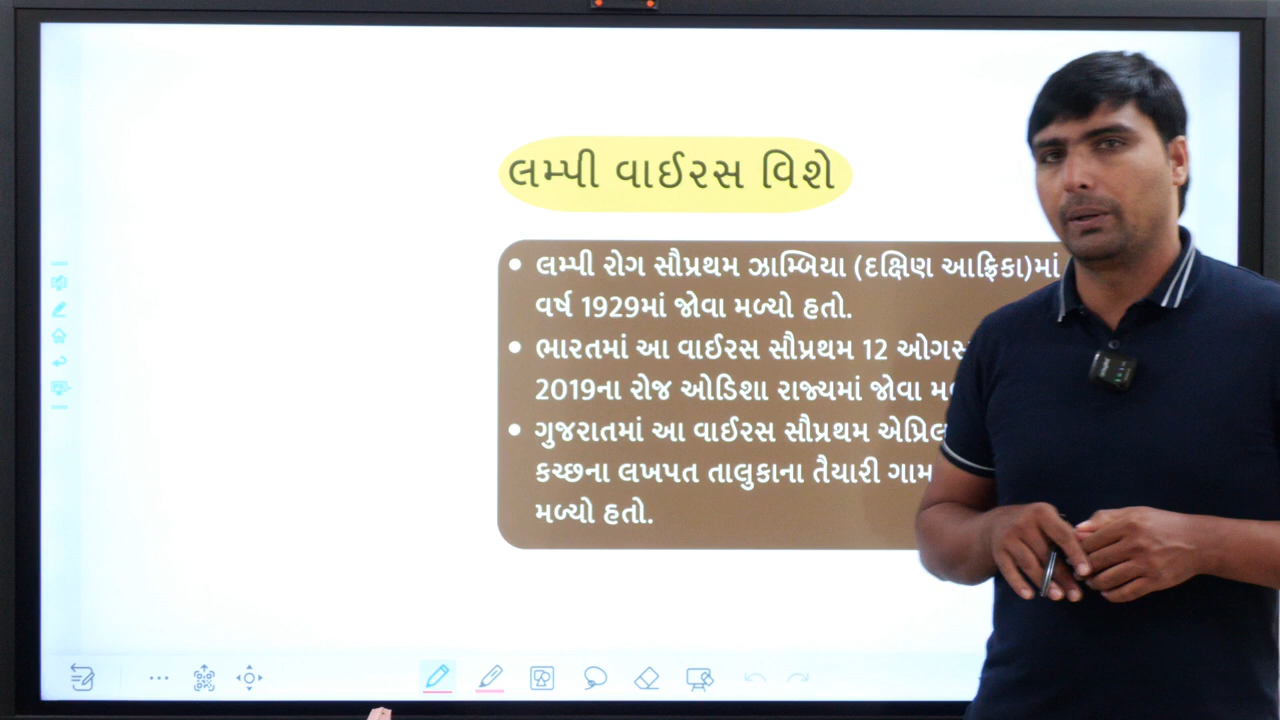 લમ્પી વાઈરસ વિશે
• લમ્પી રોગ સૌપ્રથમ ઝામ્બિયા (દક્ષિણ આફ્રિકા)માં
વર્ષ 1929માં જોવા મળ્યો હતો.
• ભારતમાં આ વાઈરસ સૌપ્રથમ 12
2019ના રોજ ઓડિશા રાજ્યમાં જોવા
• ગુજરાતમાં આ વાઈરસ સૌપ્રથમ
કચ્છના લખપત તાલુકાના તૈયારી ગામ
મળ્યો હતો.